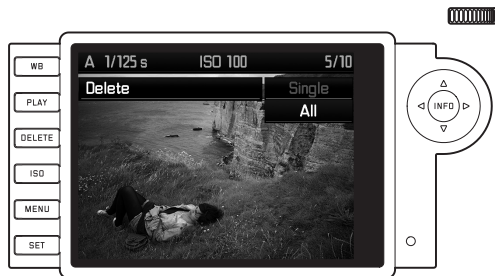 A 1/125 s ISO 100 5/10
Delete Single
All
WB
PLAY
DELETE
ISO
MENU
SET
INFO